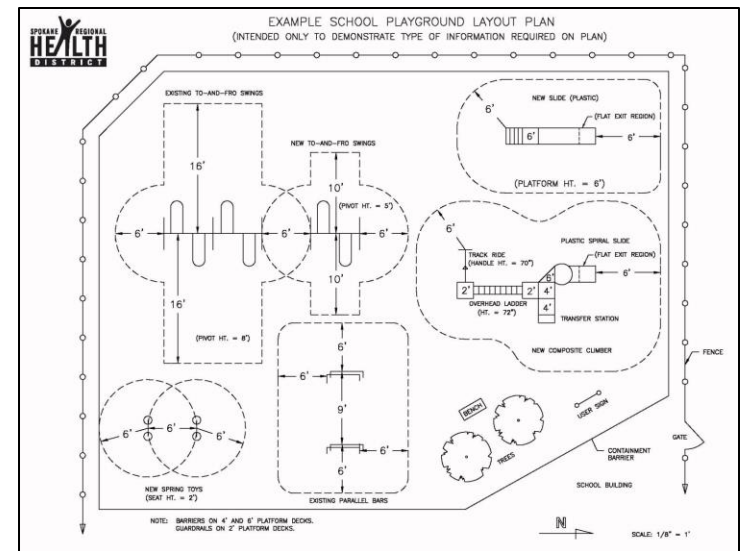 SPOKANE REGIONAL
HEALTH
DISTRICT
EXAMPLE SCHOOL PLAYGROUND LAYOUT PLAN
(INTENDED ONLY TO DEMONSTRATE TYPE OF INFORMATION REQUIRED ON PLAN)
EXISTING TO-AND-FRO SWINGS
16'
6'
6'
16'
(PIVOT HT. = 8')
NEW TO-AND-FRO SWINGS
10'
(PIVOT HT. = 5')
6'
10'
NEW SLIDE (PLASTIC)
6'
(FLAT EXIT REGION)
6'
6'
(PLATFORM HT. = 6")
6'
TRACK RIDE
(HANDLE HT. = 70")
PLASTIC SPIRAL SLIDE
(FLAT EXIT REGION)
6'
6'
2'
2'
4'
4'
OVERHEAD LADDER
(HT. = 72")
TRANSFER STATION
NEW COMPOSITE CLIMBER
6'
6'
9'
6'
6'
EXISTING PARALLEL BARS
6'
6'
6'
NEW SPRING TOYS
(SEAT HT. = 2')
BENCH
TREES
USER SIGN
FENCE
GATE
CONTAINMENT
BARRIER
SCHOOL BUILDING
NOTE: BARRIERS ON 4' AND 6' PLATFORM DECKS.
GUARDRAILS ON 2' PLATFORM DECKS.
N
SCALE: 1/8" = 1'